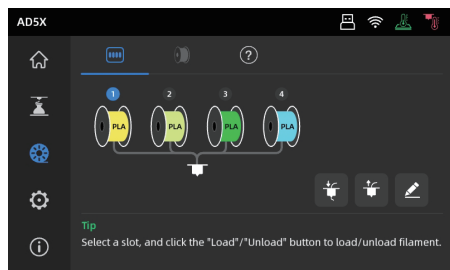 AD5X
?
1 2 3 4
PLA PLA PLA PLA
Tip
Select a slot, and click the "Load"/"Unload" button to load/unload filament.